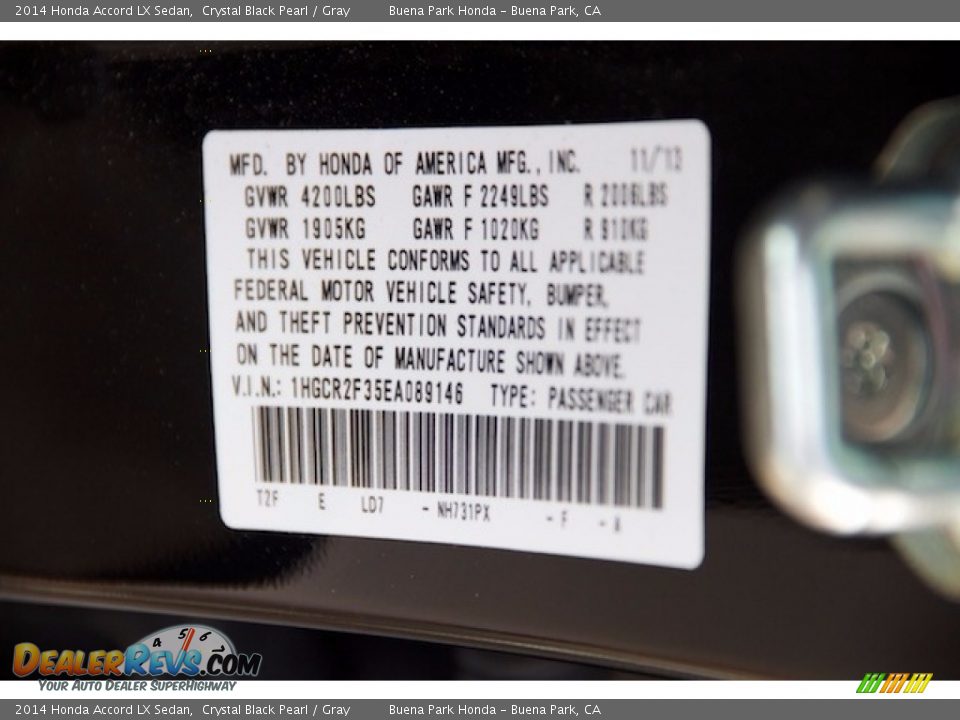 2014 Honda Accord LX Sedan, Crystal Black Pearl / Gray Buena Park Honda - Buena Park, CA
MFD. BY HONDA OF AMERICA MFG., INC. 11/13
GVWR 4200LBS GAWR F 2249LBS R 2006LBS
GVWR 1905KG GAWR F 1020KG R 910KG
THIS VEHICLE CONFORMS TO ALL APPLICABLE
FEDERAL MOTOR VEHICLE SAFETY, BUMPER,
AND THEFT PREVENTION STANDARDS IN EFFECT
ON THE DATE OF MANUFACTURE SHOWN ABOVE.
V.I.N.: 1HGCR2F35EA089146 TYPE: PASSENGER CAR
T2F E LD7 - NH731PX - F - A
4 5 6
DealerRevs.com
Your Auto Dealer SuperHighway
2014 Honda Accord LX Sedan, Crystal Black Pearl / Gray Buena Park Honda - Buena Park, CA